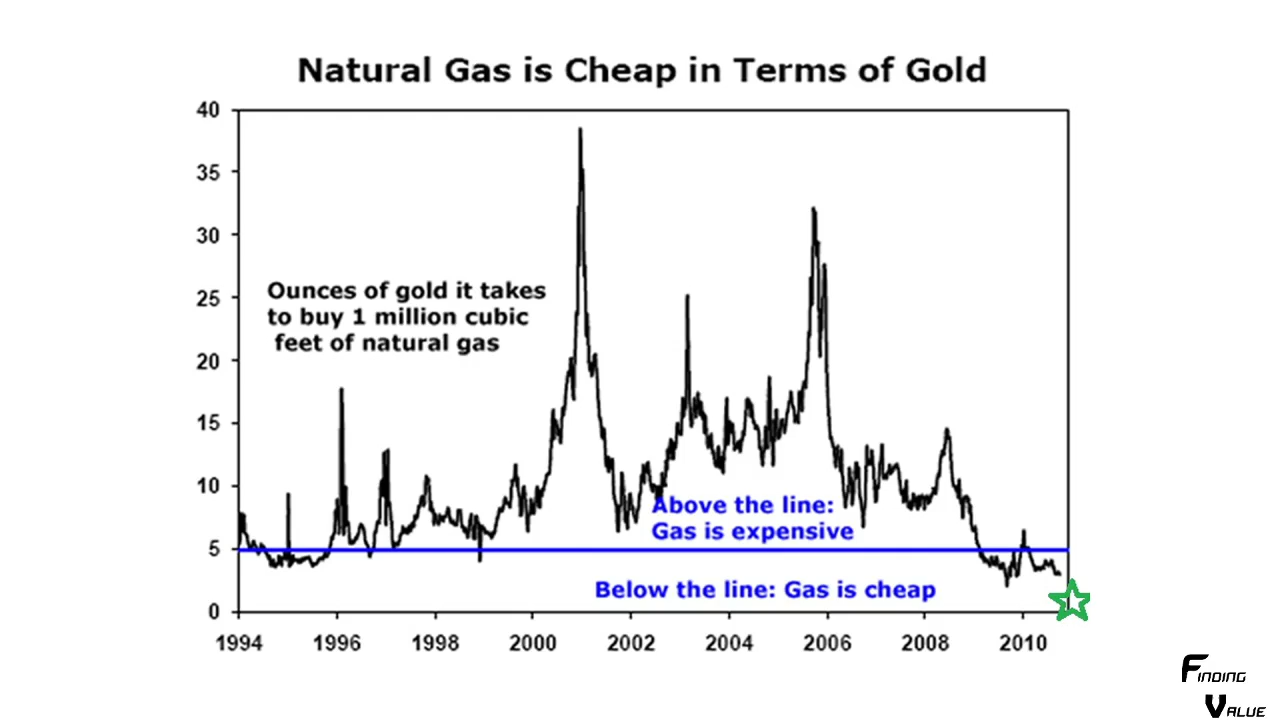 Natural Gas is Cheap in Terms of Gold
40
35
30
25
20
15
10
5
0
Ounces of gold it takes
to buy 1 million cubic
feet of natural gas
Above the line:
Gas is expensive
Below the line: Gas is cheap
1994 1996 1998 2000 2002 2004 2006 2008 2010
FINDING
VALUE